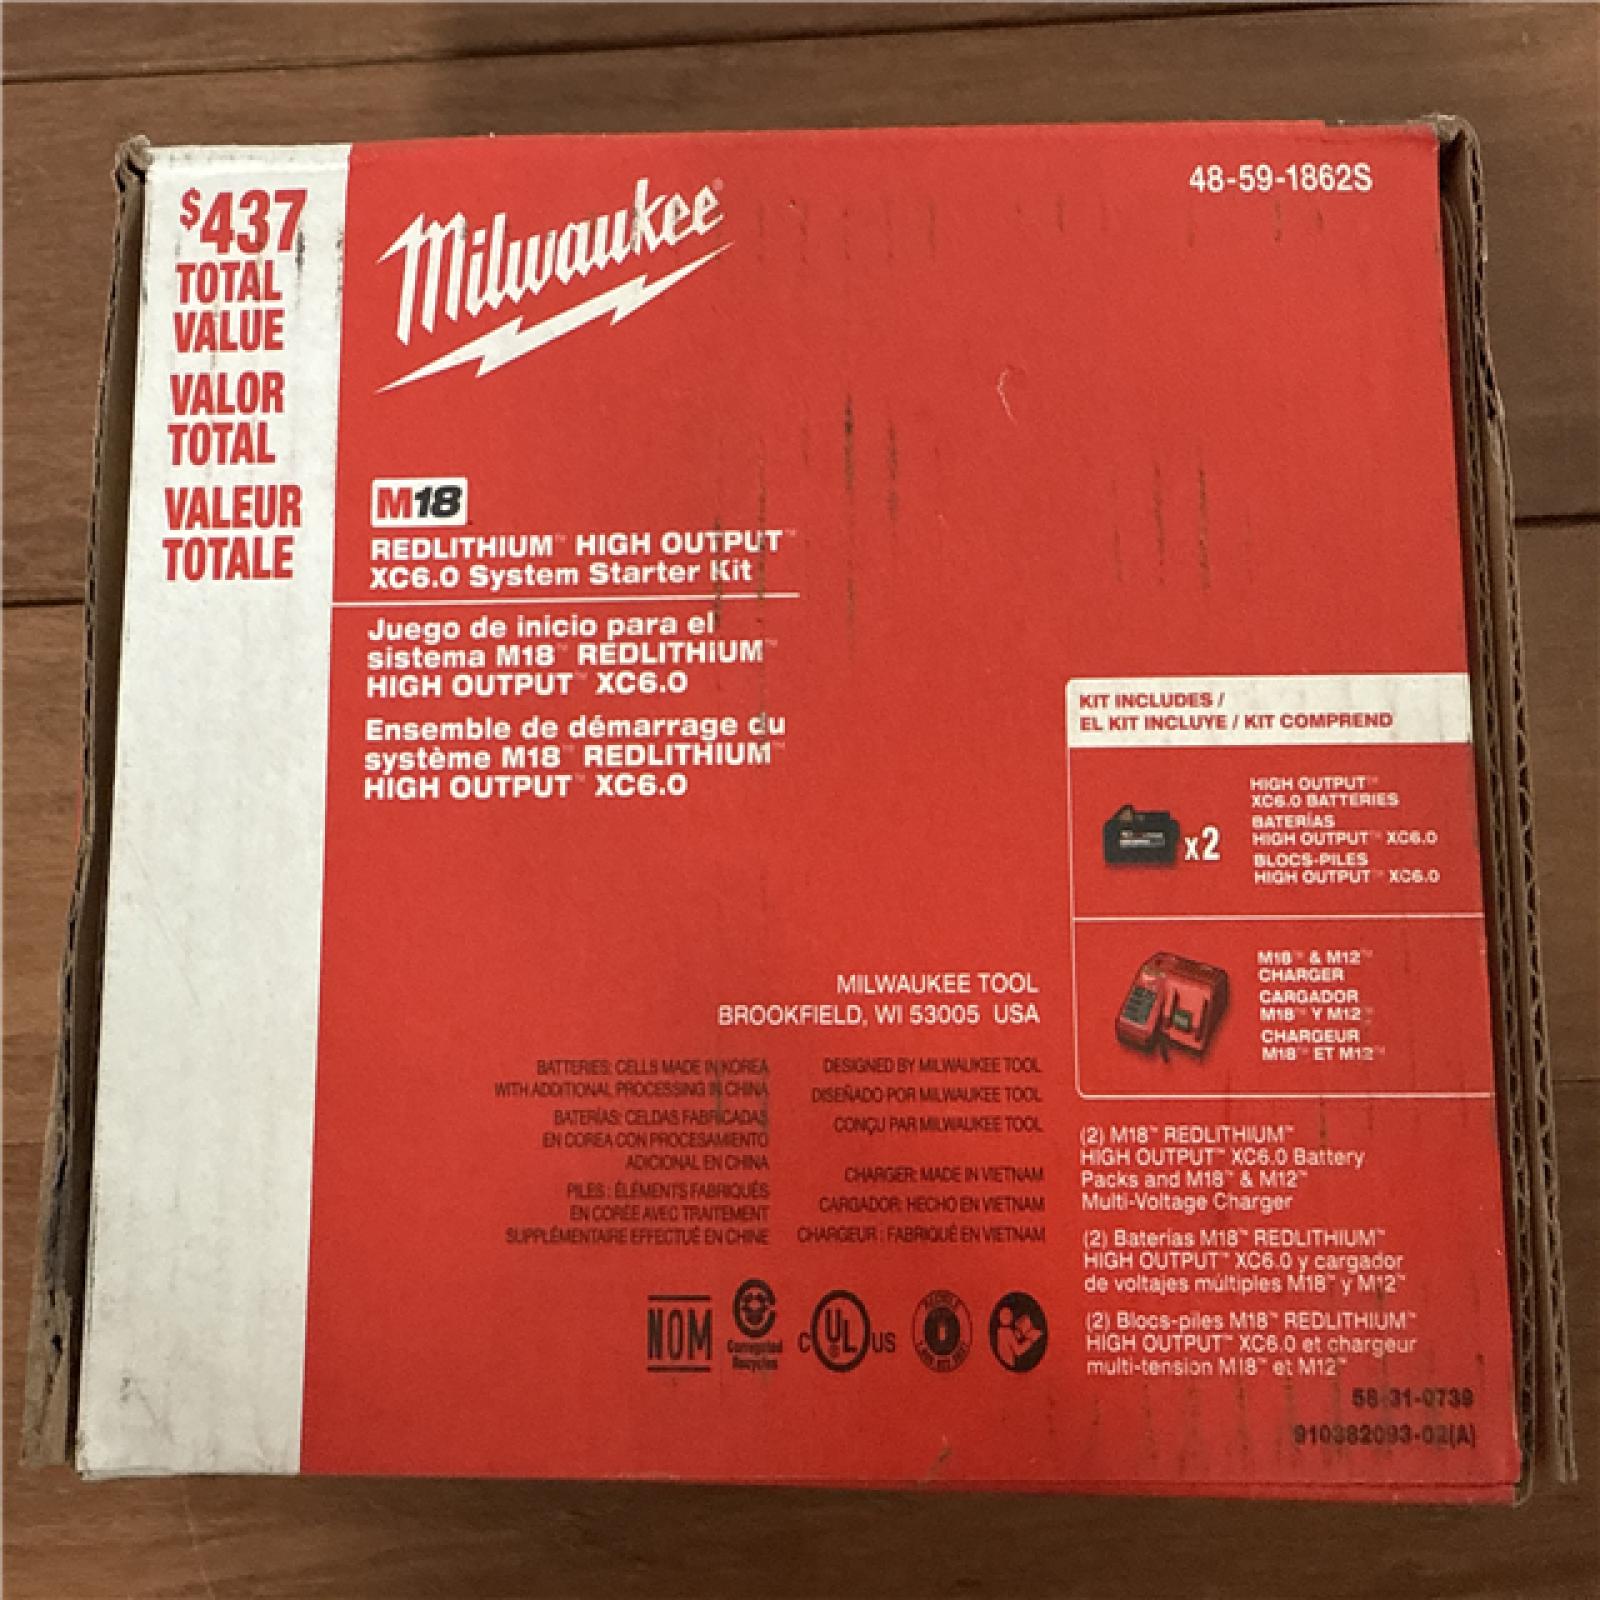 $437
TOTAL
VALUE
VALOR
TOTAL
VALEUR
TOTALE
Milwaukee®
48-59-1862S
M18™
REDLITHIUM™ HIGH OUTPUT™
XC6.0 System Starter Kit
Juego de inicio para el
sistema M18™ REDLITHIUM™
HIGH OUTPUT™ XC6.0
Ensemble de démarrage du
système M18™ REDLITHIUM™
HIGH OUTPUT™ XC6.0
KIT INCLUDES /
EL KIT INCLUYE / KIT COMPREND
x2
HIGH OUTPUT™
XC6.0 BATTERIES
BATERÍAS
HIGH OUTPUT™ XC6.0
BLOCS-PILES
HIGH OUTPUT™ XC6.0
M18™ & M12™
CHARGER
CARGADOR
M18™ Y M12™
CHARGEUR
M18™ ET M12™
MILWAUKEE TOOL
BROOKFIELD, WI 53005 USA
BATTERIES: CELLS MADE IN KOREA
WITH ADDITIONAL PROCESSING IN CHINA
BATERÍAS: CELDAS FABRICADAS
EN COREA CON PROCESAMIENTO
ADICIONAL EN CHINA
PILES : ÉLÉMENTS FABRIQUÉS
EN CORÉE AVEC TRAITEMENT
SUPPLÉMENTAIRE EFFECTUÉ EN CHINE
DESIGNED BY MILWAUKEE TOOL
DISEÑADO POR MILWAUKEE TOOL
CONÇU PAR MILWAUKEE TOOL
CHARGER: MADE IN VIETNAM
CARGADOR: HECHO EN VIETNAM
CHARGEUR : FABRIQUÉ EN VIETNAM
(2) M18™ REDLITHIUM™
HIGH OUTPUT™ XC6.0 Battery
Packs and M18™ & M12™
Multi-Voltage Charger
(2) Baterías M18™ REDLITHIUM™
HIGH OUTPUT™ XC6.0 y cargador
de voltajes múltiples M18™ y M12™
(2) Blocs-piles M18™ REDLITHIUM™
HIGH OUTPUT™ XC6.0 et chargeur
multi-tension M18™ et M12™
NOM
Corrugated
Recycles
C UL US
58-31-0739
910382093-02(A)